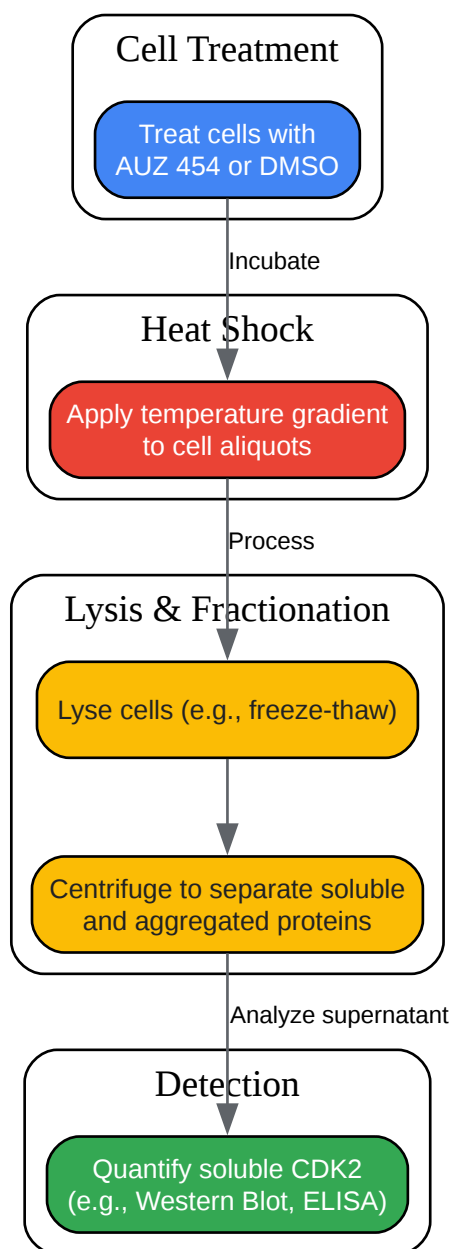 Cell Treatment
Treat cells with
AUZ 454 or DMSO
Incubate
Heat Shock
Apply temperature gradient
to cell aliquots
Process
Lysis & Fractionation
Lyse cells (e.g., freeze-thaw)
Centrifuge to separate soluble
and aggregated proteins
Analyze supernatant
Detection
Quantify soluble CDK2
(e.g., Western Blot, ELISA)